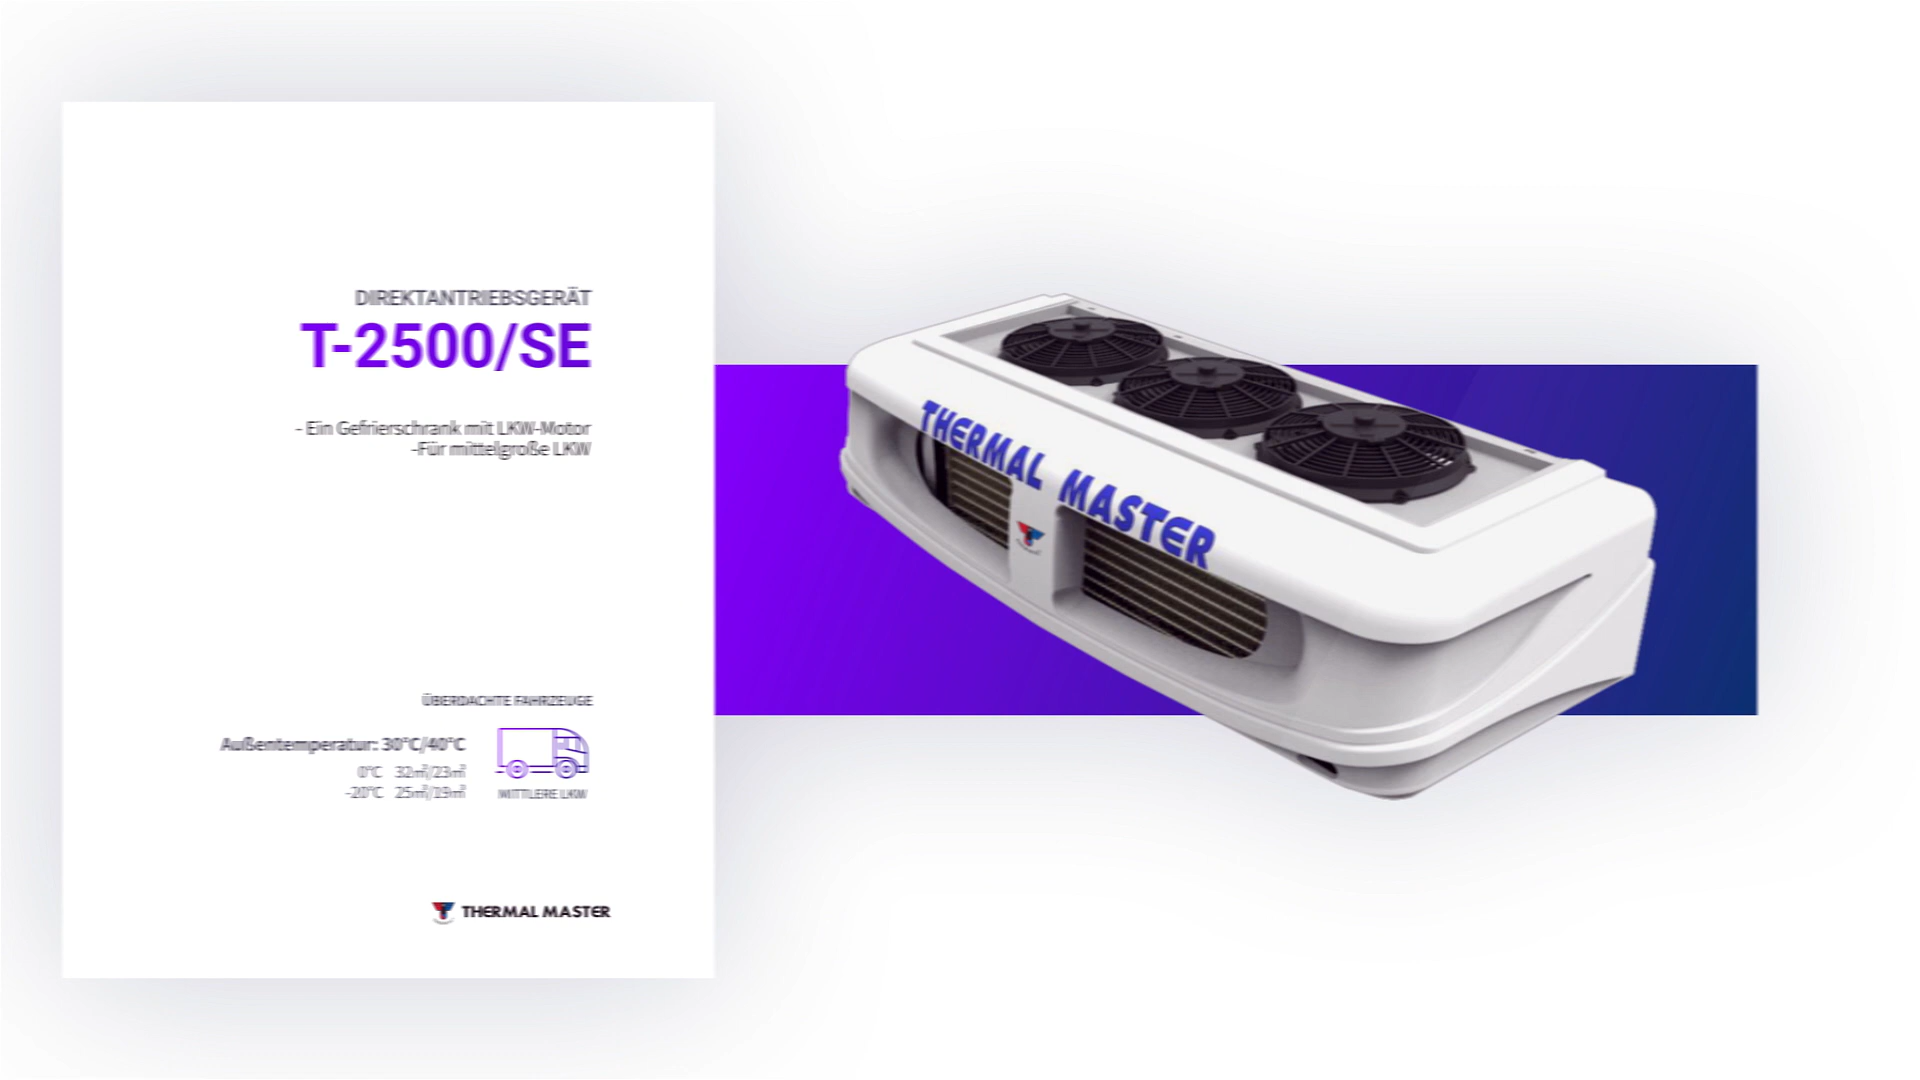 DIREKTANTRIEBSGERÄT
T-2500/SE
- Ein Gefrierschrank mit LKW-Motor
-Für mittelgroße LKW
ÜBERDACHTE FAHRZEUGE
Außentemperatur: 30°C/40°C
0°C 32㎥/23㎥
-20°C 25㎥/19㎥
MITTLERE LKW
THERMAL MASTER
THERMAL MASTER